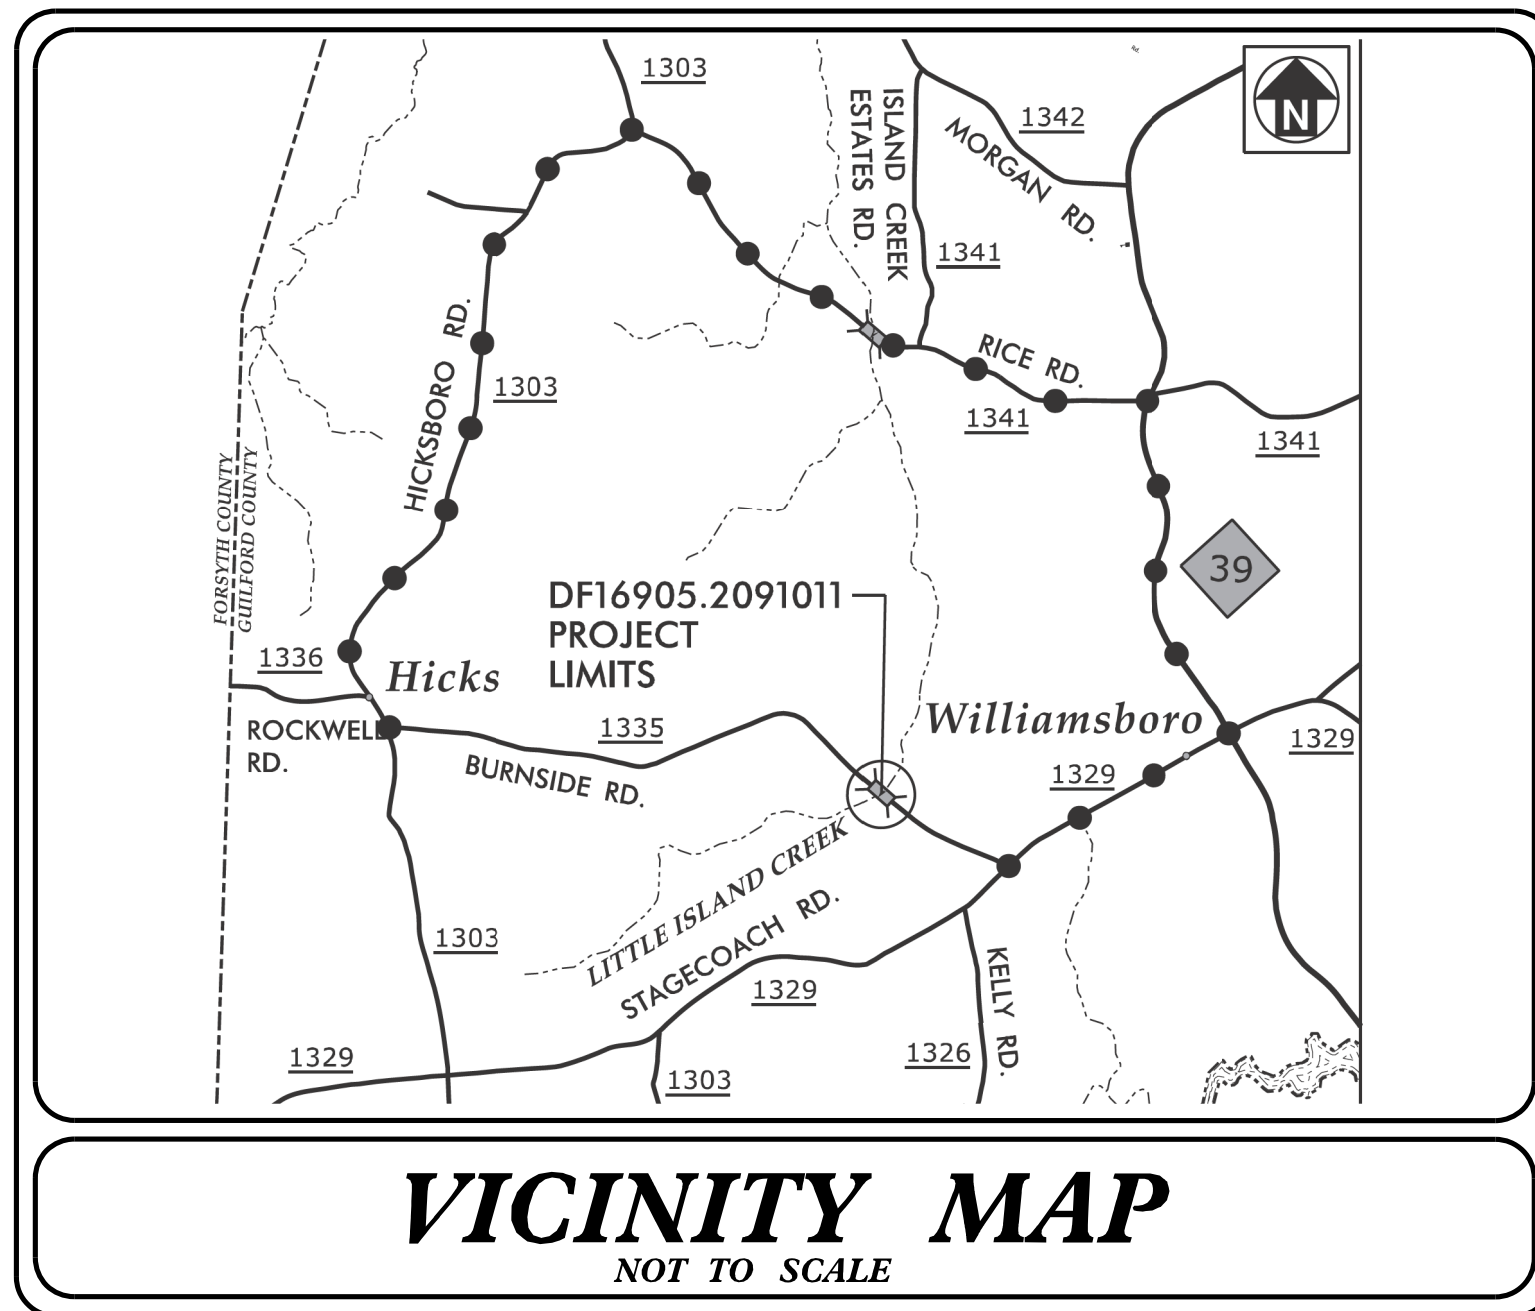 1303
ISLAND CREEK
ESTATES RD.
1342
MORGAN RD.
Rd.
N
1341
HICKSBORO RD.
1303
RICE RD.
1341
1341
FORSYTH COUNTY
GUILFORD COUNTY
39
DF16905.2091011
PROJECT
LIMITS
1336
Hicks
ROCKWELL
RD.
1335
BURNSIDE RD.
Williamsboro
1329
1329
LITTLE ISLAND CREEK
STAGECOACH RD.
1303
1329
KELLY RD.
1329
1303
1326
VICINITY MAP
NOT TO SCALE